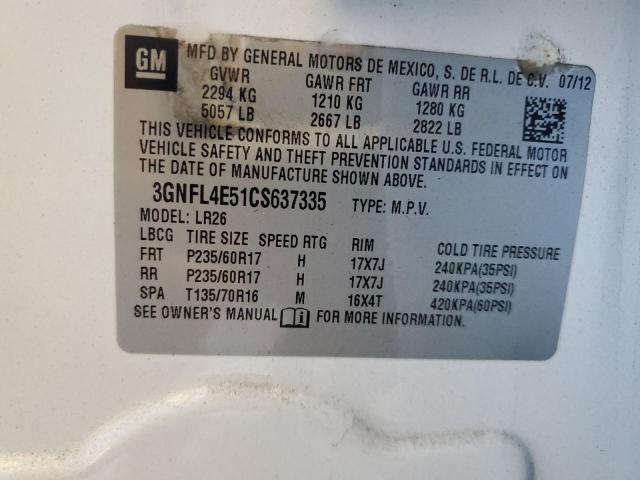 GM
MFD BY GENERAL MOTORS DE MEXICO, S. DE R.L. DE C.V. 07/12
GVWR GAWR FRT GAWR RR
2294 KG 1210 KG 1280 KG
5057 LB 2667 LB 2822 LB
THIS VEHICLE CONFORMS TO ALL APPLICABLE U.S. FEDERAL MOTOR
VEHICLE SAFETY AND THEFT PREVENTION STANDARDS IN EFFECT ON
THE DATE OF MANUFACTURE SHOWN ABOVE.
3GNFL4E51CS637335 TYPE: M.P.V.
MODEL: LR26
LBCG TIRE SIZE SPEED RTG RIM COLD TIRE PRESSURE
FRT P235/60R17 H 17X7J 240KPA(35PSI)
RR P235/60R17 H 17X7J 240KPA(35PSI)
SPA T135/70R16 M 16X4T 420KPA(60PSI)
SEE OWNER'S MANUAL FOR MORE INFORMATION.